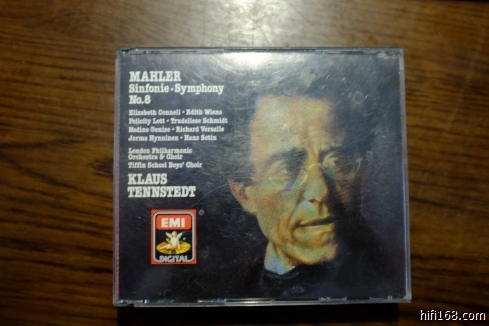 MAHLER
Sinfonie · Symphony
No.8
Elizabeth Connell · Edith Wiens
Felicity Lott · Trudeliese Schmidt
Nadine Denize · Richard Versalle
Jorma Hynninen · Hans Sotin
London Philharmonic
Orchestra & Choir
Tiffin School Boys' Choir
KLAUS
TENNSTEDT
EMI
®
DIGITAL
hifi168.com